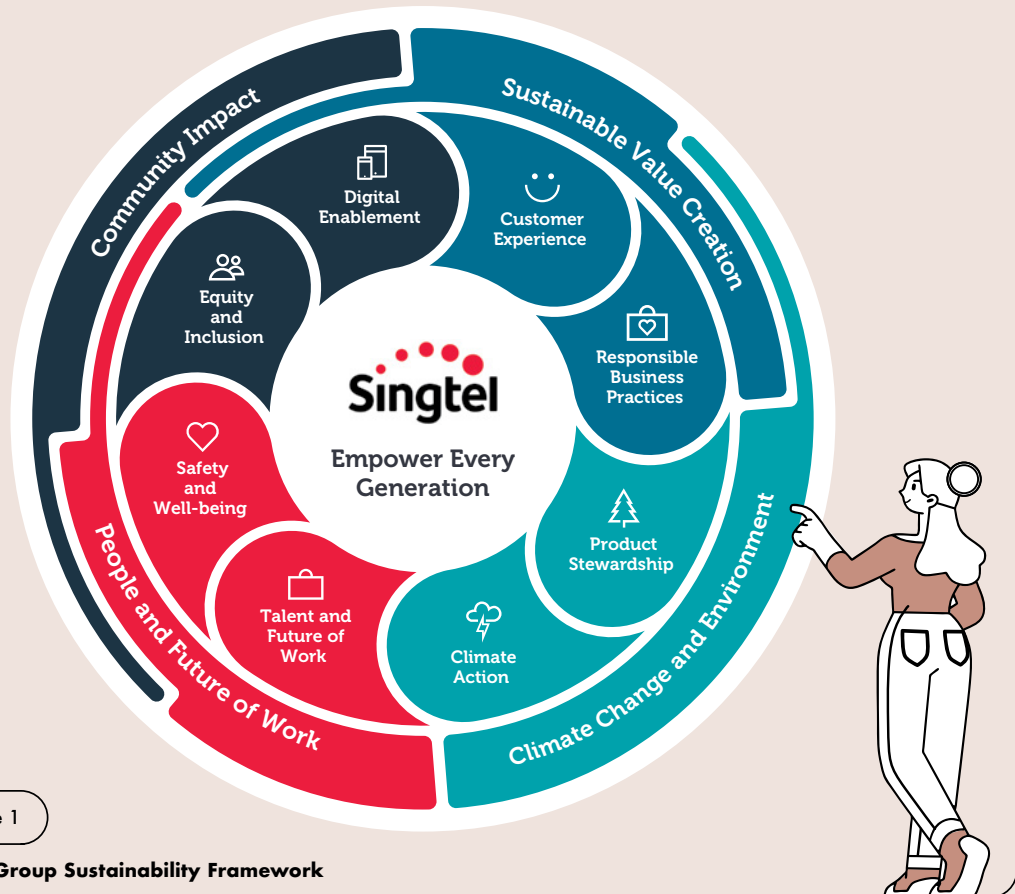 Community Impact
Sustainable Value Creation
Digital
Enablement
Customer
Experience
Equity
and
Inclusion
Responsible
Business
Practices
Singtel
Empower Every
Generation
Safety
and
Well-being
Product
Stewardship
Talent and
Future of
Work
Climate
Action
People and Future of Work
Climate Change and Environment
1
Group Sustainability Framework